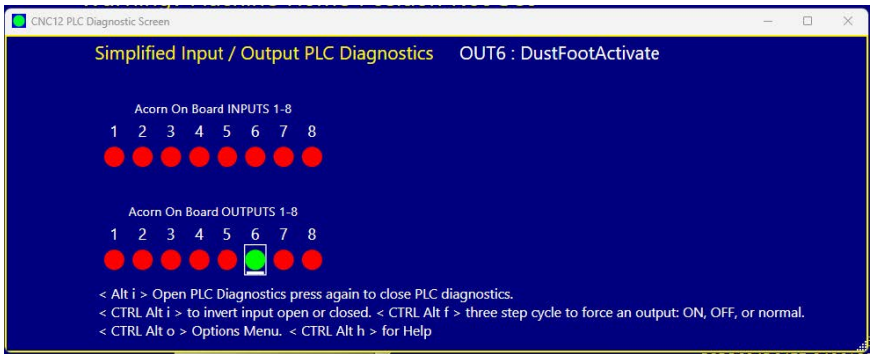 CNC12 PLC Diagnostic Screen
Simplified Input / Output PLC Diagnostics OUT6 : DustFootActivate
Acorn On Board INPUTS 1-8
1 2 3 4 5 6 7 8
Acorn On Board OUTPUTS 1-8
1 2 3 4 5 6 7 8
< Alt i > Open PLC Diagnostics press again to close PLC diagnostics.
< CTRL Alt i > to invert input open or closed. < CTRL Alt f > three step cycle to force an output: ON, OFF, or normal.
< CTRL Alt o > Options Menu. < CTRL Alt h > for Help